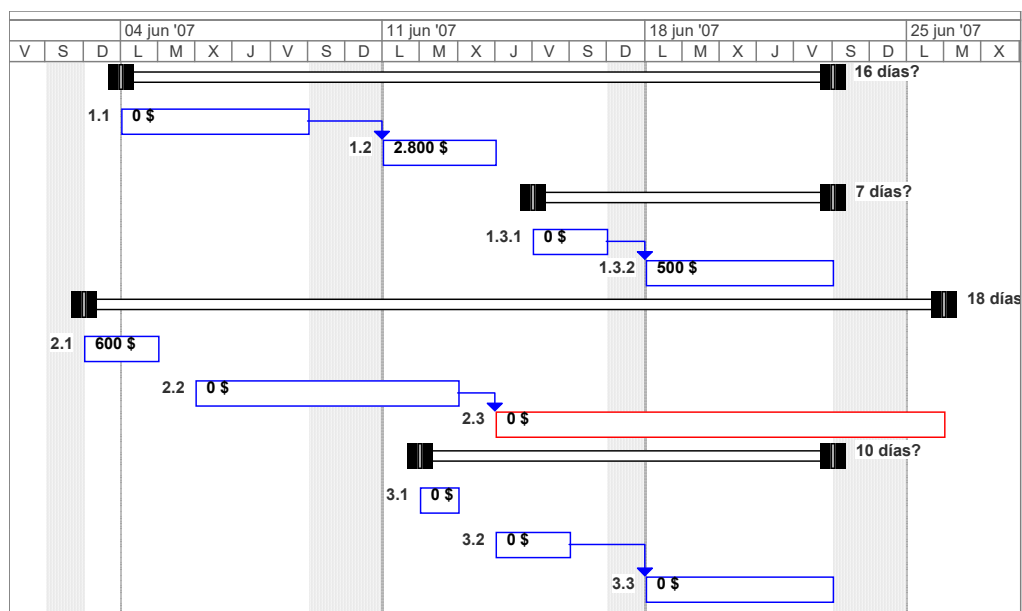 04 jun '07 11 jun '07 18 jun '07 25 jun '07
V S D L M X J V S D L M X J V S D L M X J V S D L M X
16 días?
1.1 0 $
1.2 2.800 $
7 días?
1.3.1 0 $
1.3.2 500 $
18 días
2.1 600 $
2.2 0 $
2.3 0 $
10 días?
3.1 0 $
3.2 0 $
3.3 0 $